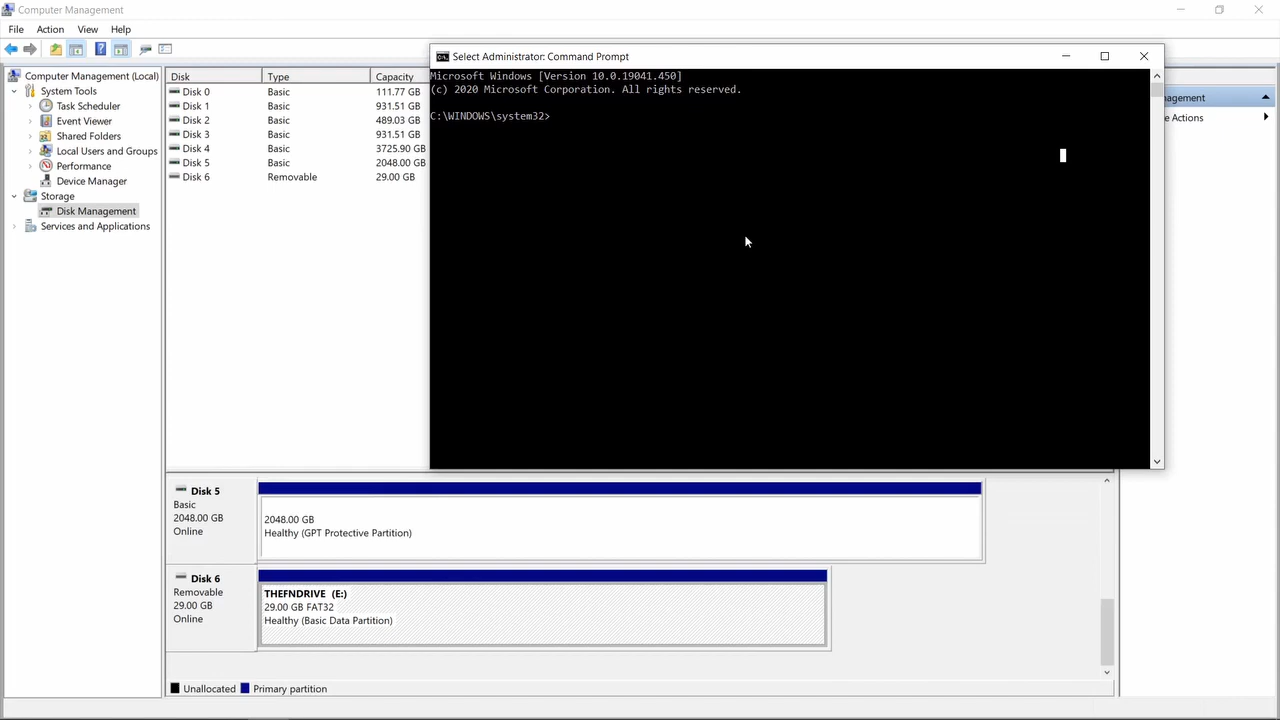 Computer Management
File Action View Help
Computer Management (Local)
System Tools
Task Scheduler
Event Viewer
Shared Folders
Local Users and Groups
Performance
Device Manager
Storage
Disk Management
Services and Applications
Disk Type Capacity
Disk 0 Basic 111.77 GB
Disk 1 Basic 931.51 GB
Disk 2 Basic 489.03 GB
Disk 3 Basic 931.51 GB
Disk 4 Basic 3725.90 GB
Disk 5 Basic 2048.00 GB
Disk 6 Removable 29.00 GB
Select Administrator: Command Prompt
Microsoft Windows [Version 10.0.19041.450]
(c) 2020 Microsoft Corporation. All rights reserved.
C:\WINDOWS\system32>
nagement
e Actions
Disk 5
Basic
2048.00 GB
Online
2048.00 GB
Healthy (GPT Protective Partition)
Disk 6
Removable
29.00 GB
Online
THEFNDRIVE (E:)
29.00 GB FAT32
Healthy (Basic Data Partition)
Unallocated Primary partition